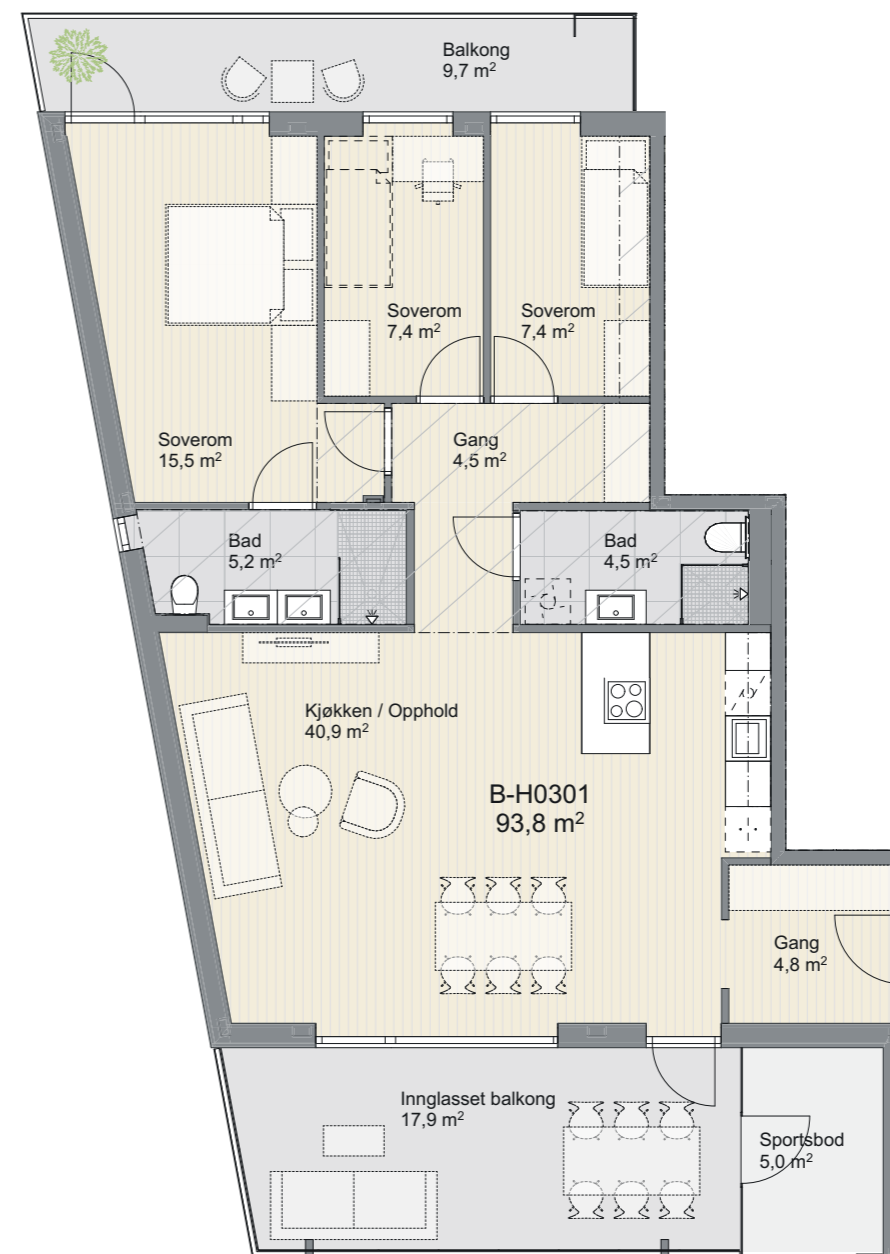 Balkong
9,7 m²
Soverom
7,4 m²
Soverom
7,4 m²
Soverom
15,5 m²
Gang
4,5 m²
Bad
5,2 m²
Bad
4,5 m²
Kjøkken / Opphold
40,9 m²
B-H0301
93,8 m²
Gang
4,8 m²
Innglasset balkong
17,9 m²
Sportsbod
5,0 m²